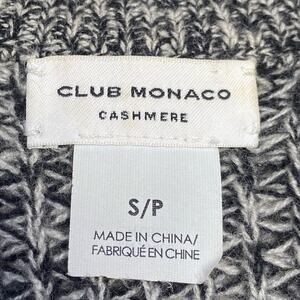 CLUB MONACO
CASHMERE
S/P
MADE IN CHINA/
FABRIQUÉ EN CHINE